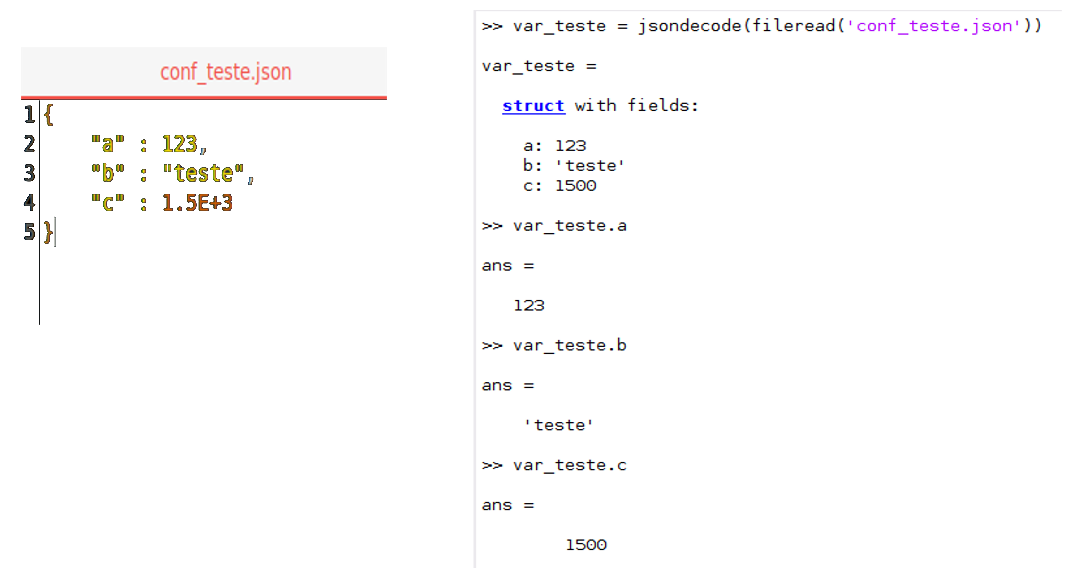 conf_teste.json
1 {
2     "a" : 123,
3     "b" : "teste",
4     "c" : 1.5E+3
5 }
>> var_teste = jsondecode(fileread('conf_teste.json'))
var_teste =
struct with fields:
a: 123
b: 'teste'
c: 1500
>> var_teste.a
ans =
123
>> var_teste.b
ans =
'teste'
>> var_teste.c
ans =
1500